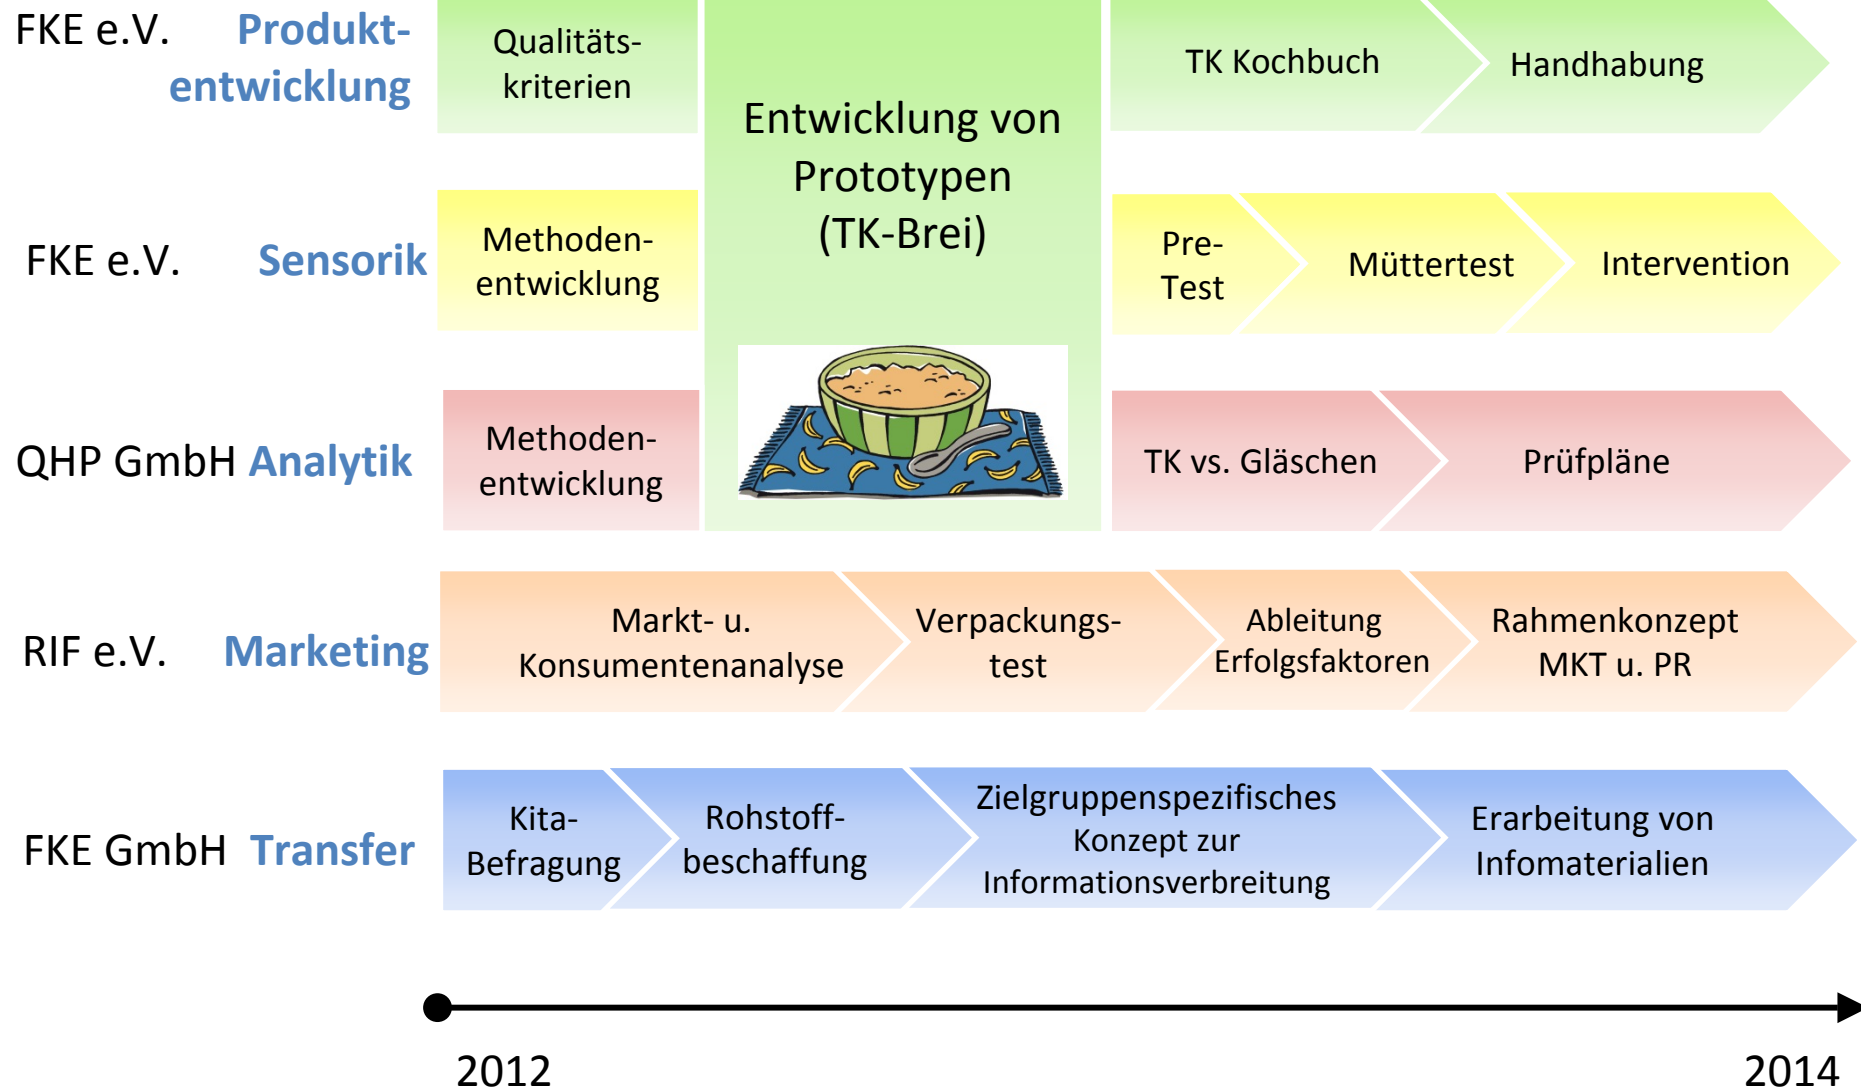 FKE e.V. Produkt-
entwicklung
Qualitäts-
kriterien
Entwicklung von
Prototypen
(TK-Brei)
TK Kochbuch
Handhabung
FKE e.V. Sensorik
Methoden-
entwicklung
Pre-
Test
Müttertest
Intervention
QHP GmbH Analytik
Methoden-
entwicklung
TK vs. Gläschen
Prüfpläne
RIF e.V. Marketing
Markt- u.
Konsumentenanalyse
Verpackungs-
test
Ableitung
Erfolgsfaktoren
Rahmenkonzept
MKT u. PR
FKE GmbH Transfer
Kita-
Befragung
Rohstoff-
beschaffung
Zielgruppenspezifisches
Konzept zur
Informationsverbreitung
Erarbeitung von
Infomaterialien
2012
2014